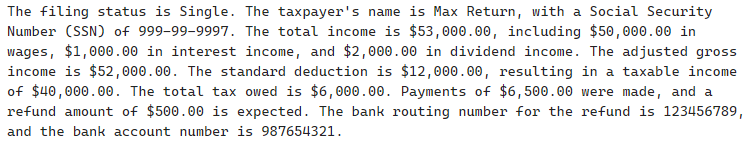 The filing status is Single. The taxpayer's name is Max Return, with a Social Security
Number (SSN) of 999-99-9997. The total income is $53,000.00, including $50,000.00 in
wages, $1,000.00 in interest income, and $2,000.00 in dividend income. The adjusted gross
income is $52,000.00. The standard deduction is $12,000.00, resulting in a taxable income
of $40,000.00. The total tax owed is $6,000.00. Payments of $6,500.00 were made, and a
refund amount of $500.00 is expected. The bank routing number for the refund is 123456789,
and the bank account number is 987654321.